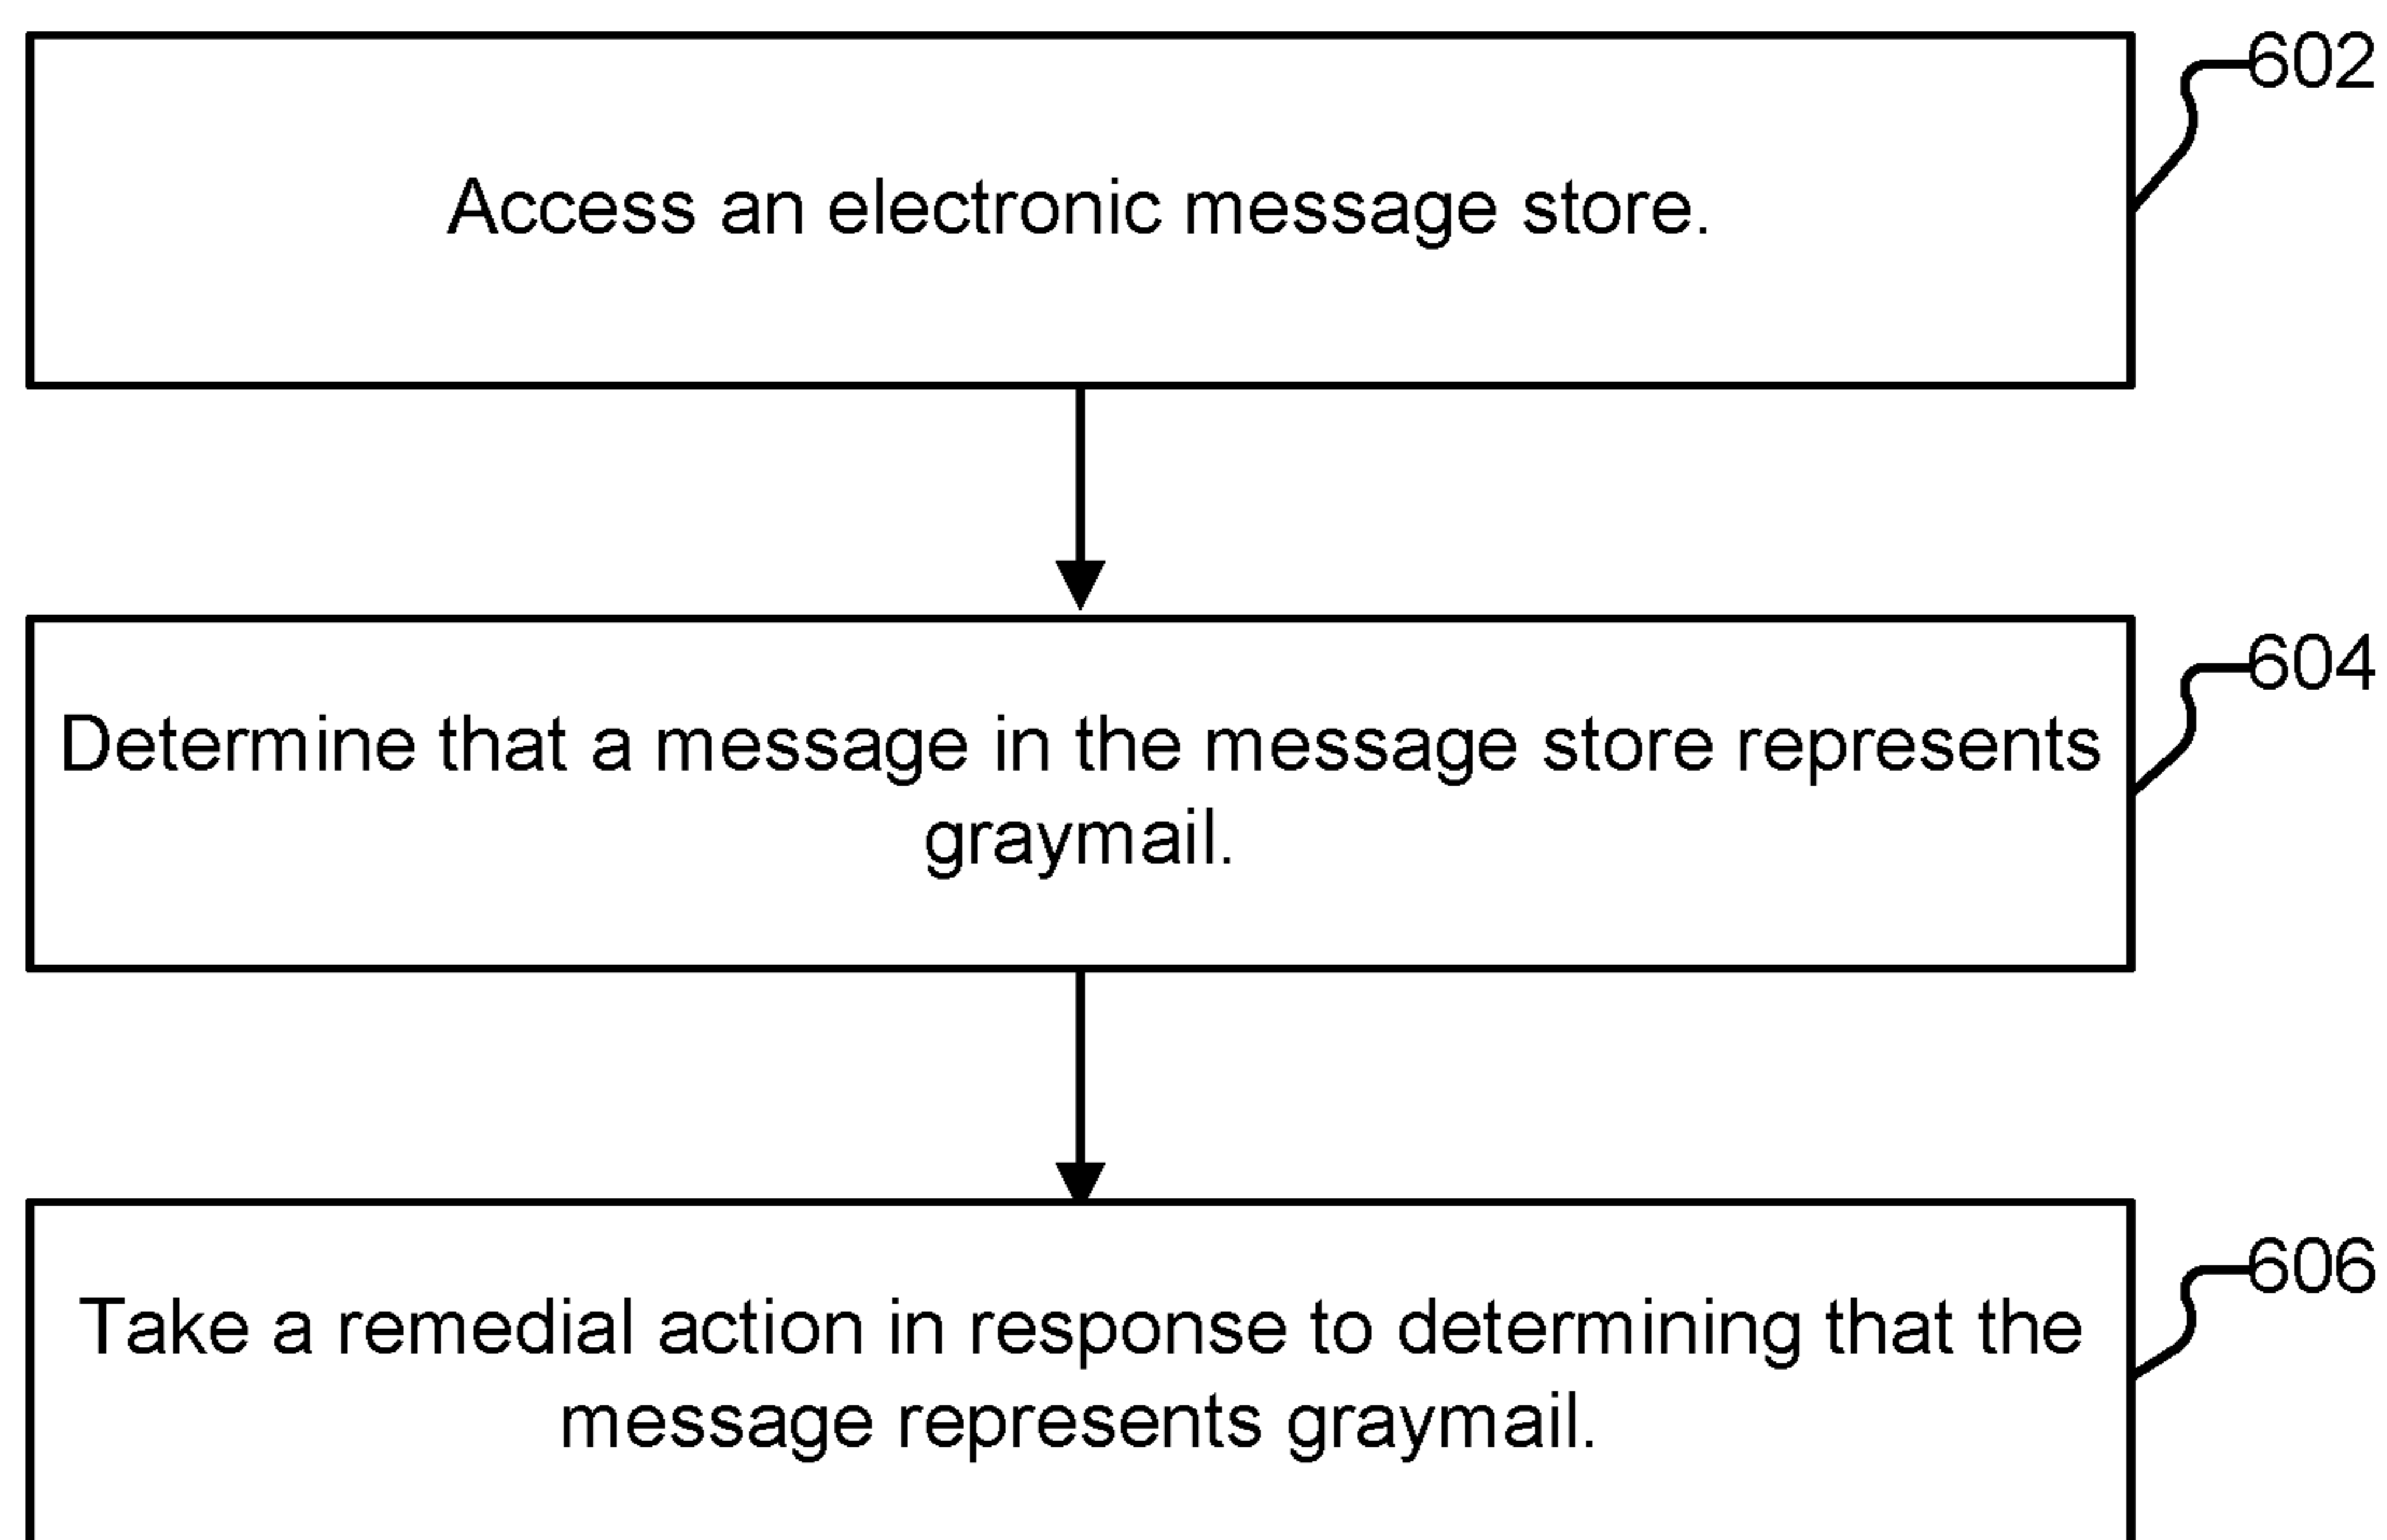 602
Access an electronic message store.
604
Determine that a message in the message store represents
graymail.
606
Take a remedial action in response to determining that the
message represents graymail.